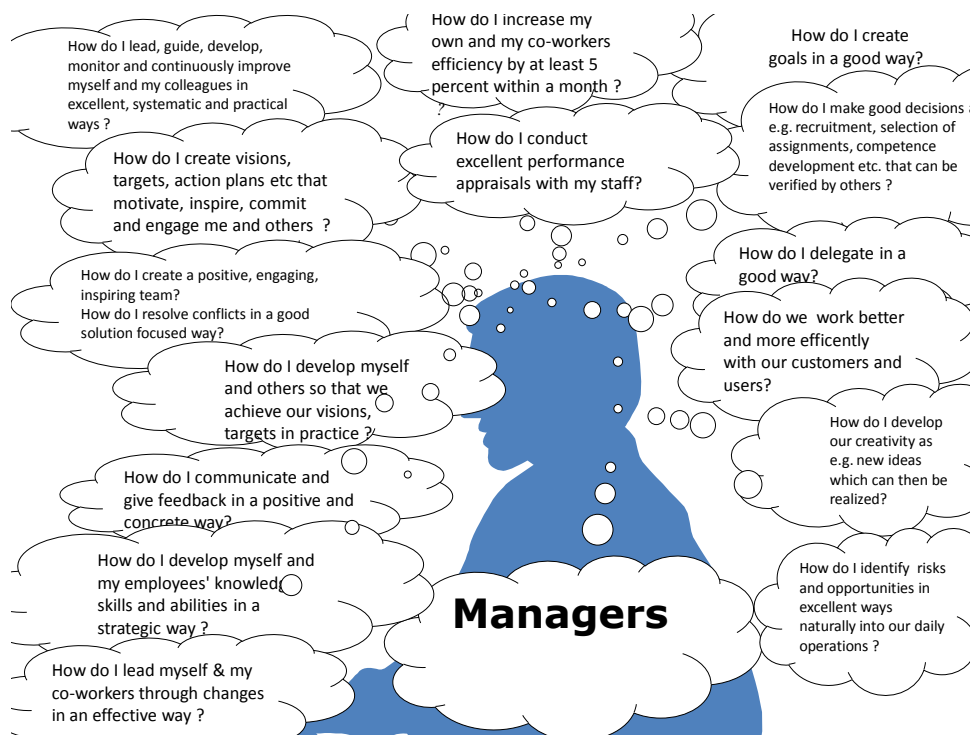 How do I lead, guide, develop,
monitor and continuously improve
myself and my colleagues in
excellent, systematic and practical
ways ?
How do I increase my
own and my co-workers
efficiency by at least 5
percent within a month ?
?
How do I create
goals in a good way?
How do I make good decisions a
e.g. recruitment, selection of
assignments, competence
development etc. that can be
verified by others ?
How do I conduct
excellent performance
appraisals with my staff?
How do I create visions,
targets, action plans etc that
motivate, inspire, commit
and engage me and others ?
How do I delegate in a
good way?
How do I create a positive, engaging,
inspiring team?
How do I resolve conflicts in a good
solution focused way?
How do we work better
and more efficently
with our customers and
users?
How do I develop myself
and others so that we
achieve our visions,
targets in practice ?
How do I develop
our creativity as
e.g. new ideas
which can then be
realized?
How do I communicate and
give feedback in a positive and
concrete way?
How do I develop myself and
my employees' knowledg
skills and abilities in a
strategic way ?
How do I identify risks
and opportunities in
excellent ways
naturally into our daily
operations ?
Managers
How do I lead myself & my
co-workers through changes
in an effective way ?